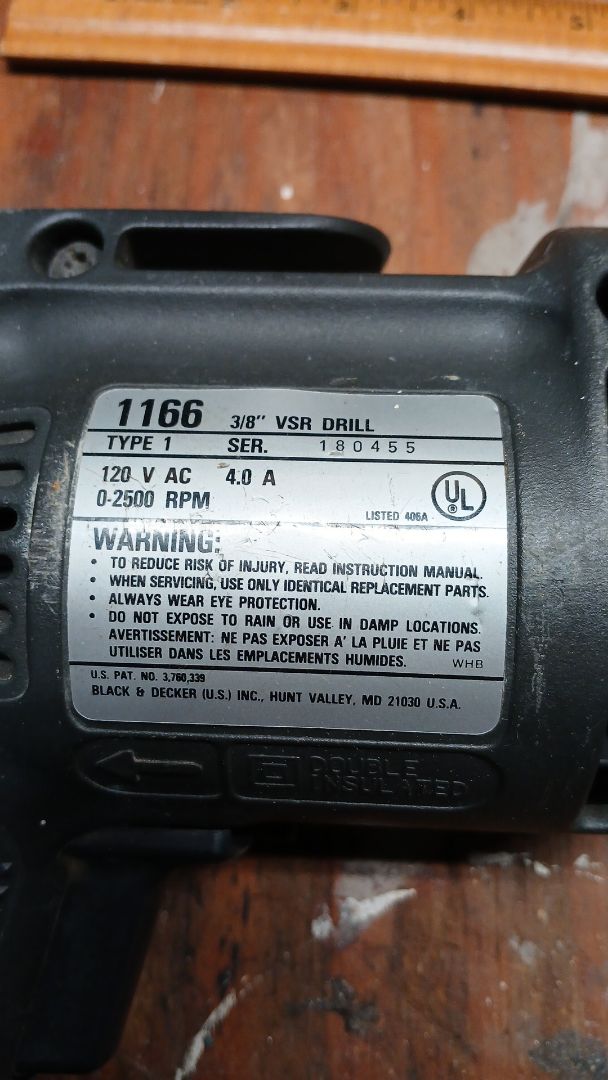 3 4 5
1166 3/8" VSR DRILL
TYPE 1 SER. 180455
120 V AC 4.0 A
0-2500 RPM
UL
®
LISTED 406A
WARNING:
• TO REDUCE RISK OF INJURY, READ INSTRUCTION MANUAL.
• WHEN SERVICING, USE ONLY IDENTICAL REPLACEMENT PARTS.
• ALWAYS WEAR EYE PROTECTION.
• DO NOT EXPOSE TO RAIN OR USE IN DAMP LOCATIONS.
AVERTISSEMENT: NE PAS EXPOSER A' LA PLUIE ET NE PAS
UTILISER DANS LES EMPLACEMENTS HUMIDES. WHB
U.S. PAT. NO. 3,760,339
BLACK & DECKER (U.S.) INC., HUNT VALLEY, MD 21030 U.S.A.
DOUBLE
INSULATED